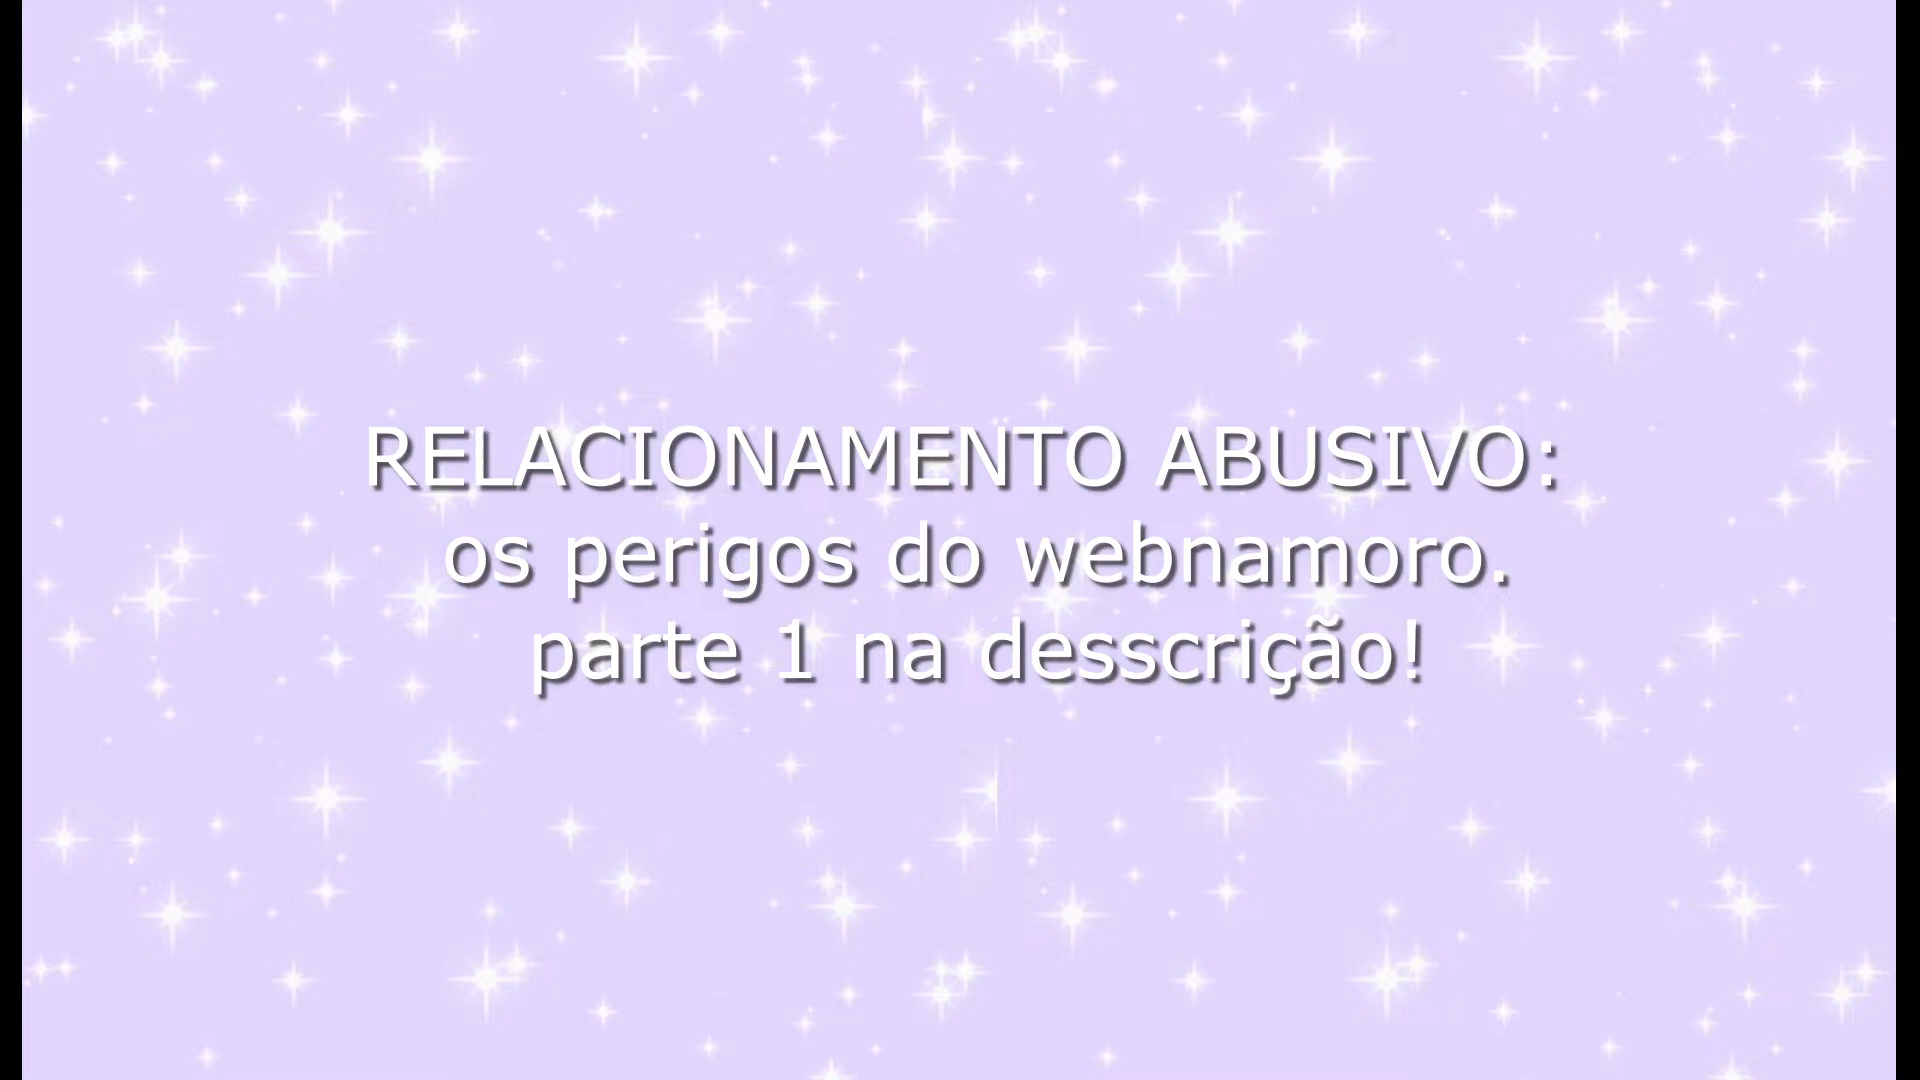 RELACIONAMENTO ABUSIVO:
os perigos do webnamoro.
parte 1 na desscrição!